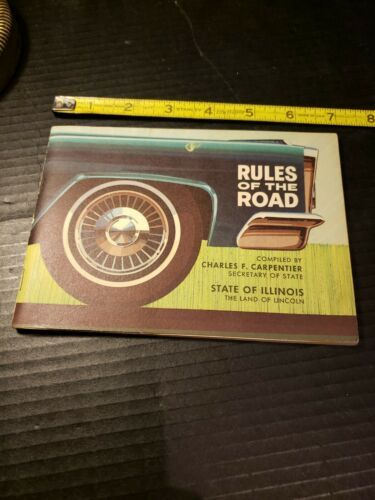 1 2 3 4 5 6 7 8
RULES
OF THE
ROAD
COMPILED BY
CHARLES F. CARPENTIER
SECRETARY OF STATE
STATE OF ILLINOIS
THE LAND OF LINCOLN